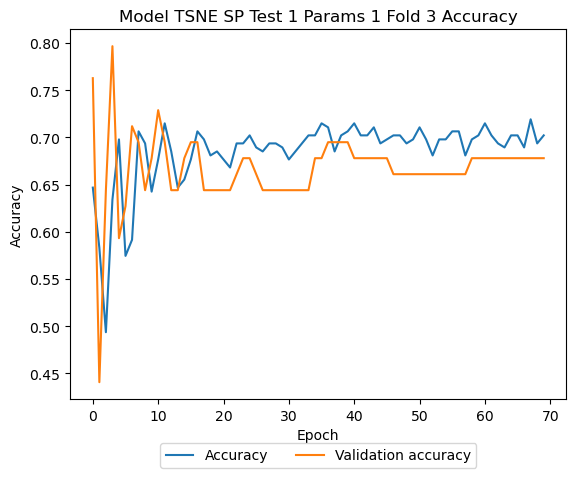 Model TSNE SP Test 1 Params 1 Fold 3 Accuracy
Accuracy
0.80
0.75
0.70
0.65
0.60
0.55
0.50
0.45
0 10 20 30 40 50 60 70
Epoch
Accuracy Validation accuracy